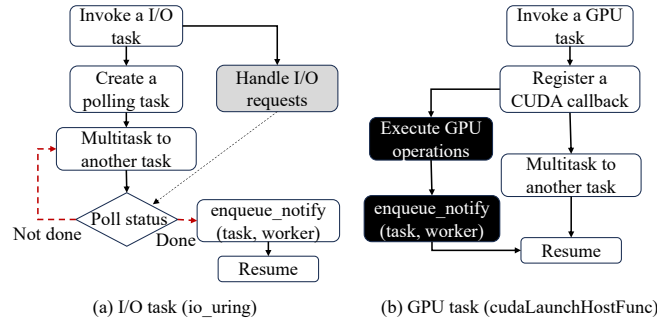 Invoke a I/O
task
Create a
polling task
Handle I/O
requests
Multitask to
another task
Poll status
Not done
Done
enqueue_notify
(task, worker)
Resume
(a) I/O task (io_uring)
Invoke a GPU
task
Register a
CUDA callback
Execute GPU
operations
Multitask to
another task
enqueue_notify
(task, worker)
Resume
(b) GPU task (cudaLaunchHostFunc)